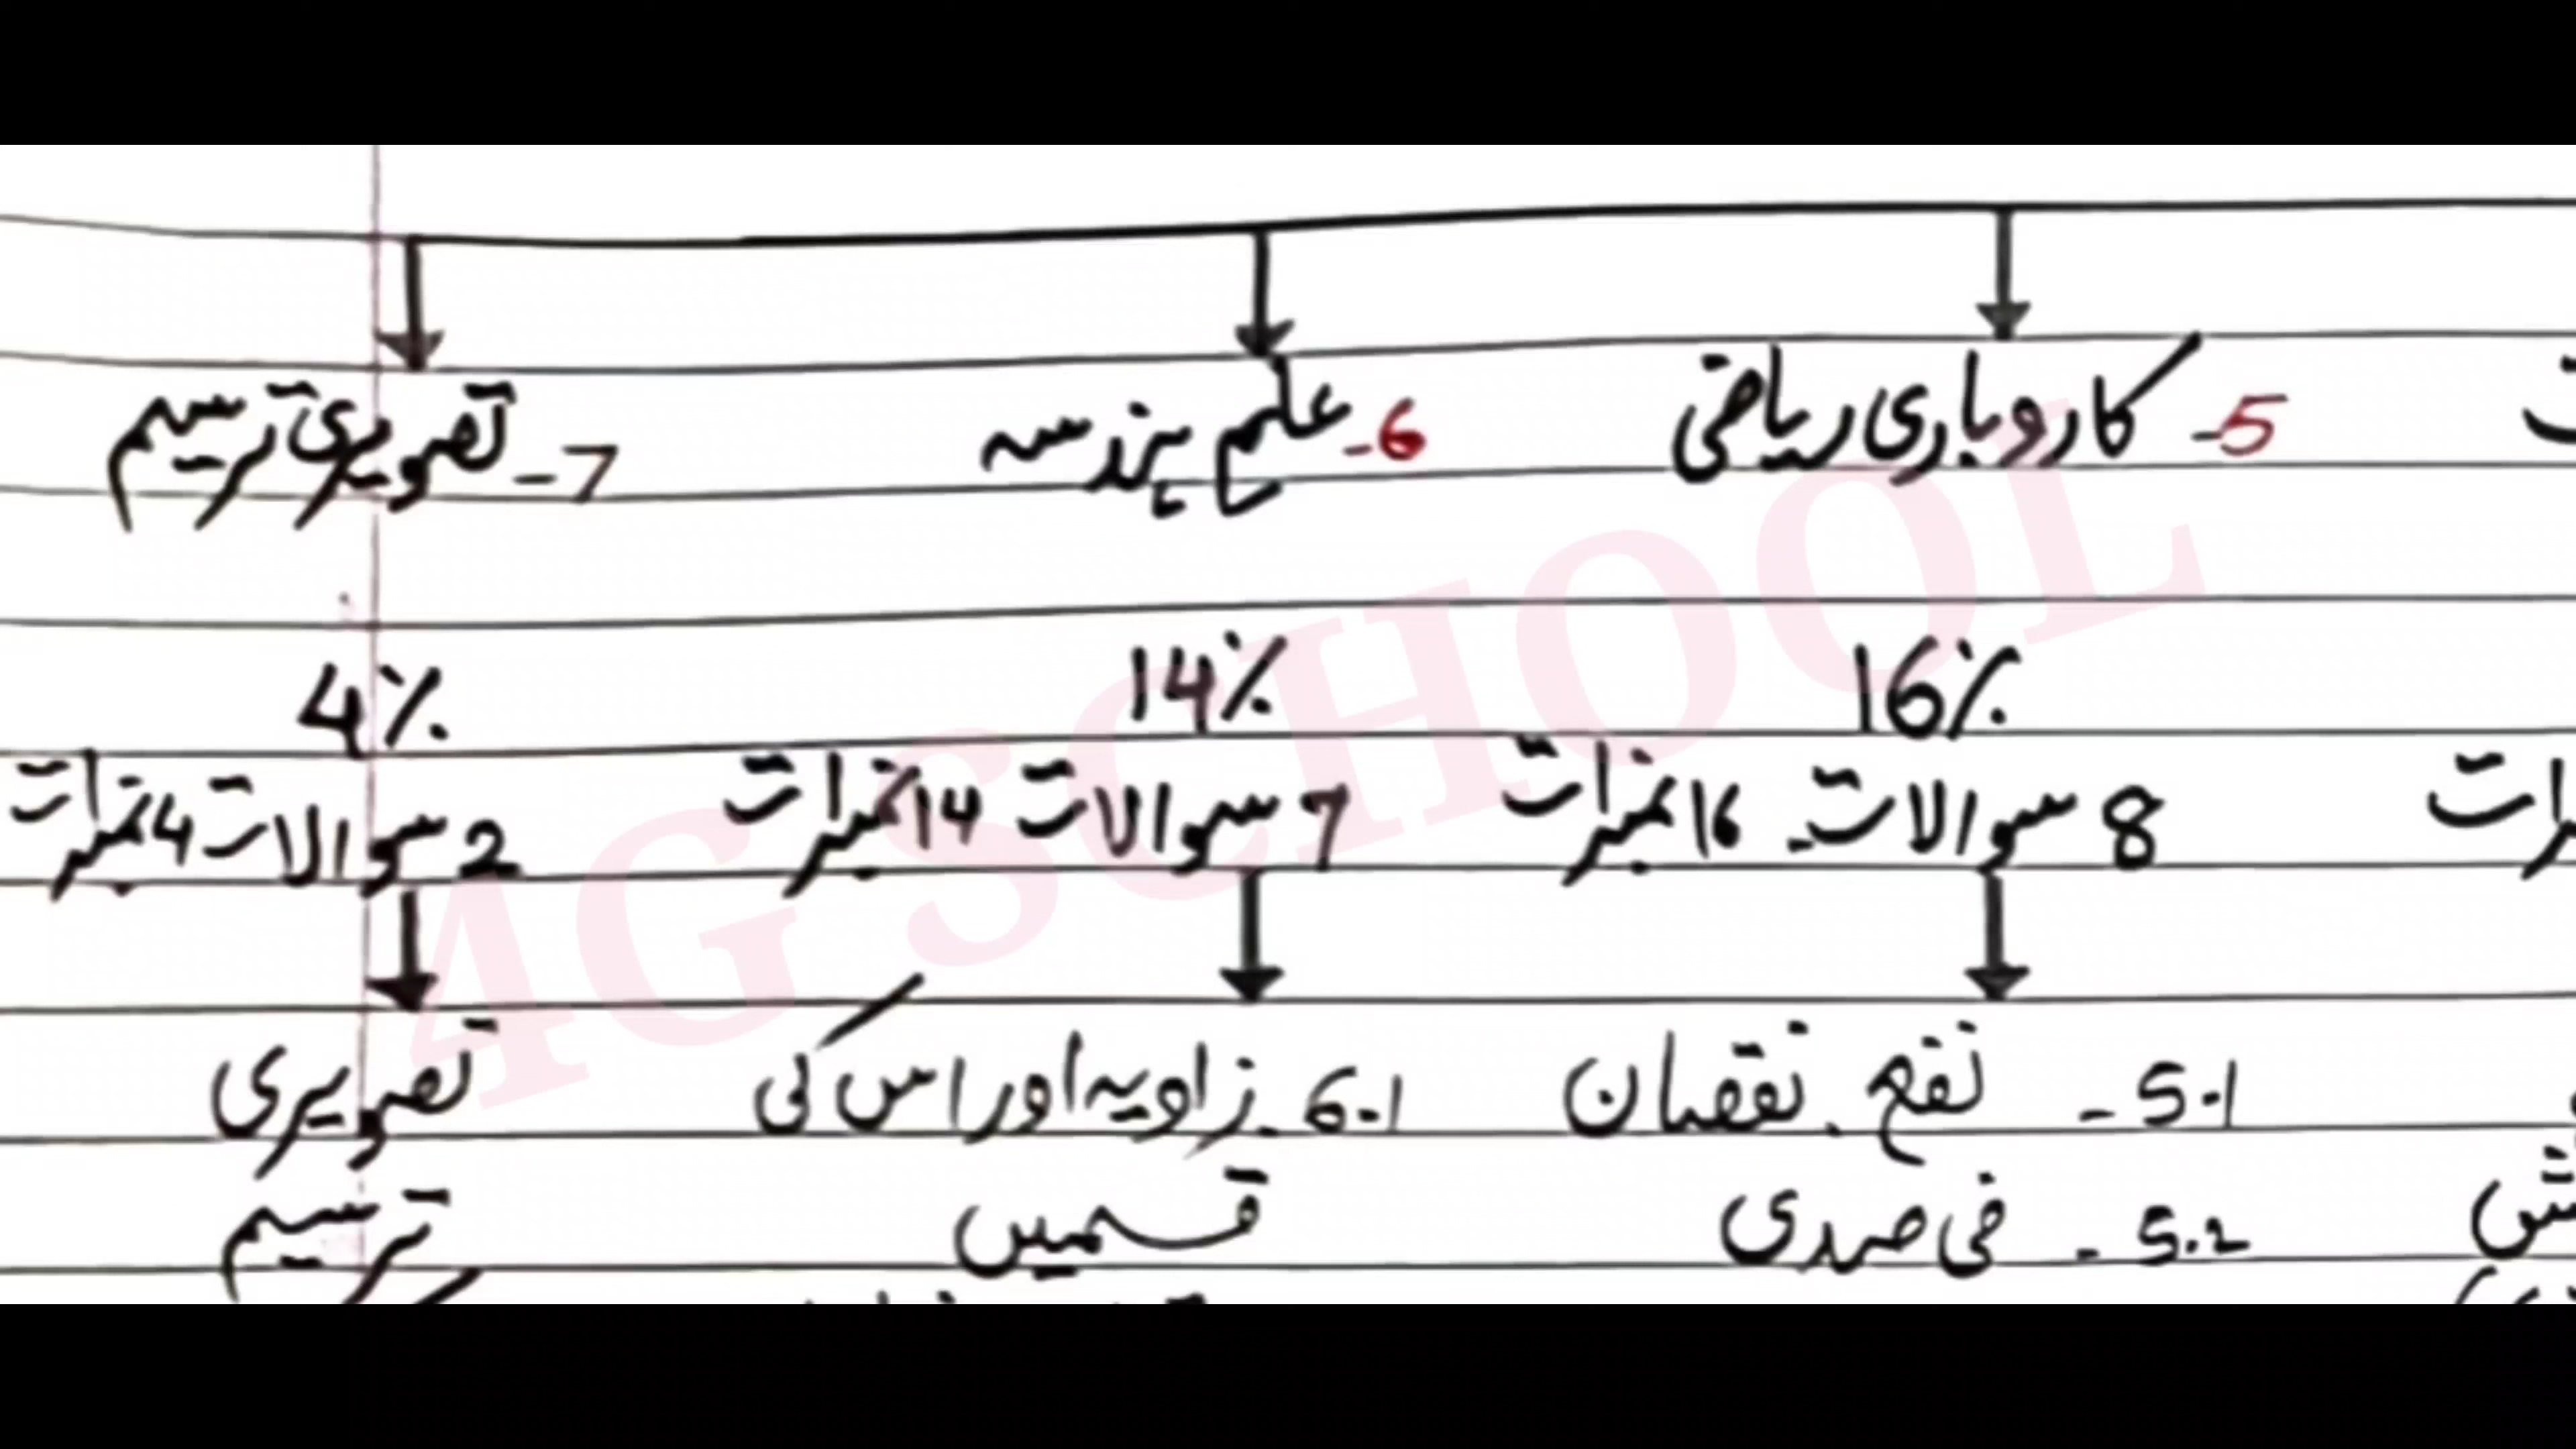 5- کاروباری ریاضی
6- علم ہندسہ
7- تصویری ترسیم
16%
14%
4%
8 سوالات - 16 نمبرات
7 سوالات 14 نمبرات
2 سوالات 4 نمبرات
5.1 - نفع . نقصان
6.1 . زاویہ اور اس کی
تصویری
5.2 - فی صدی
قسمیں
ترسیم
4G SCHOOL